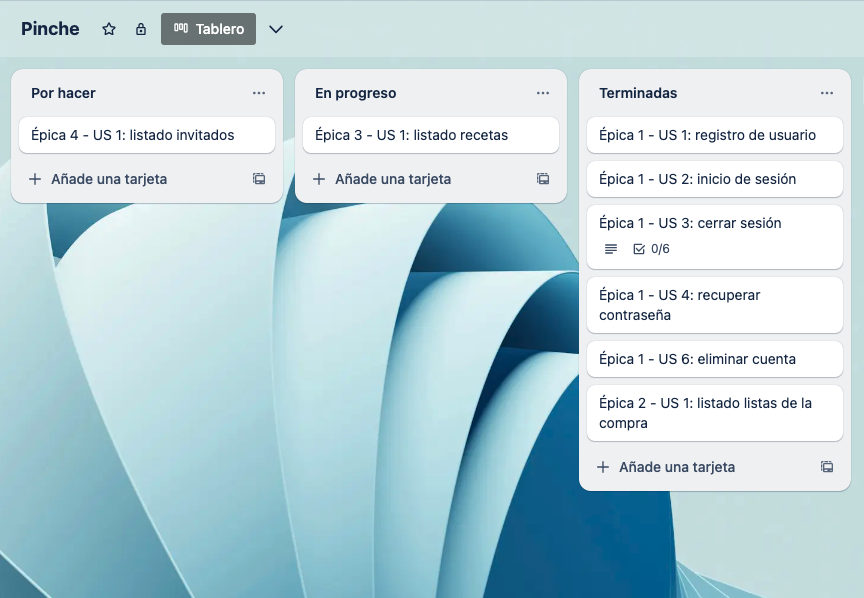 Pinche
Tablero
Por hacer
Épica 4 - US 1: listado invitados
Añade una tarjeta
En progreso
Épica 3 - US 1: listado recetas
Añade una tarjeta
Terminadas
Épica 1 - US 1: registro de usuario
Épica 1 - US 2: inicio de sesión
Épica 1 - US 3: cerrar sesión
0/6
Épica 1 - US 4: recuperar
contraseña
Épica 1 - US 6: eliminar cuenta
Épica 2 - US 1: listado listas de la
compra
Añade una tarjeta